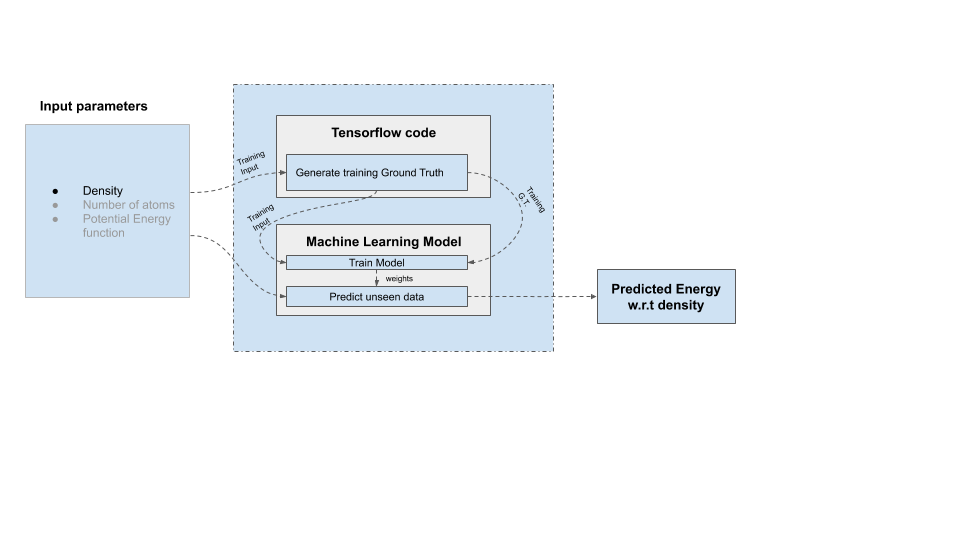 Input parameters
● Density
● Number of atoms
● Potential Energy
function
Training
Input
Tensorflow code
Generate training Ground Truth
Training
G.T.
Training
Input
Machine Learning Model
Train Model
weights
Predict unseen data
Predicted Energy
w.r.t density